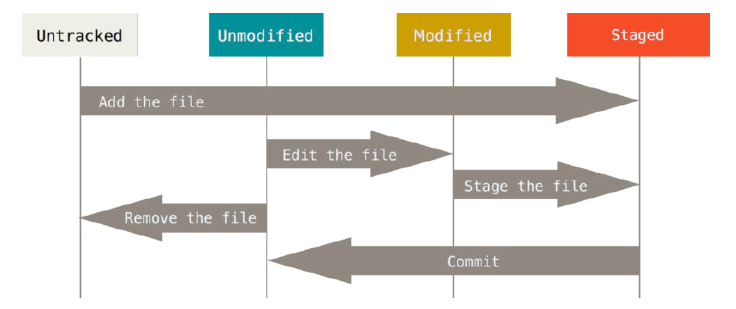 Untracked
Unmodified
Modified
Staged
Add the file
Edit the file
Stage the file
Remove the file
Commit